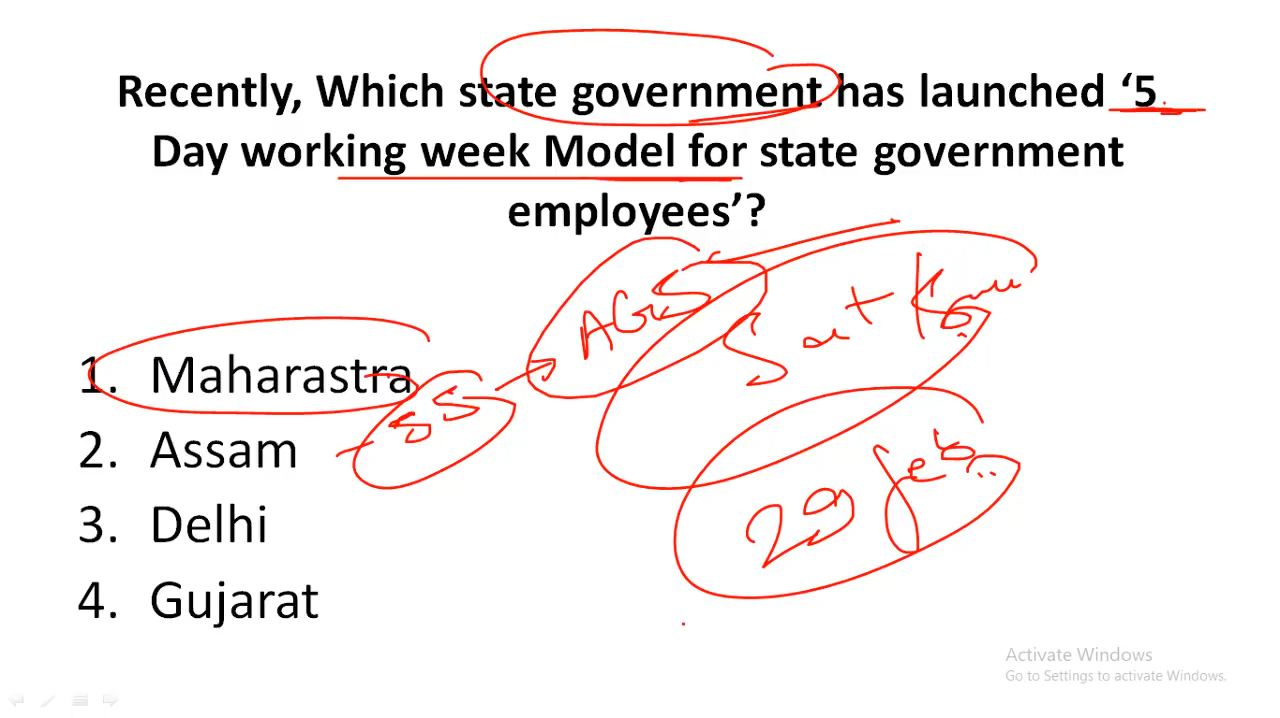 Recently, Which state government has launched ‘5
Day working week Model for state government
employees’?
1. Maharastra
2. Assam
3. Delhi
4. Gujarat
AGS
SS
29 feb
Activate Windows
Go to Settings to activate Windows.